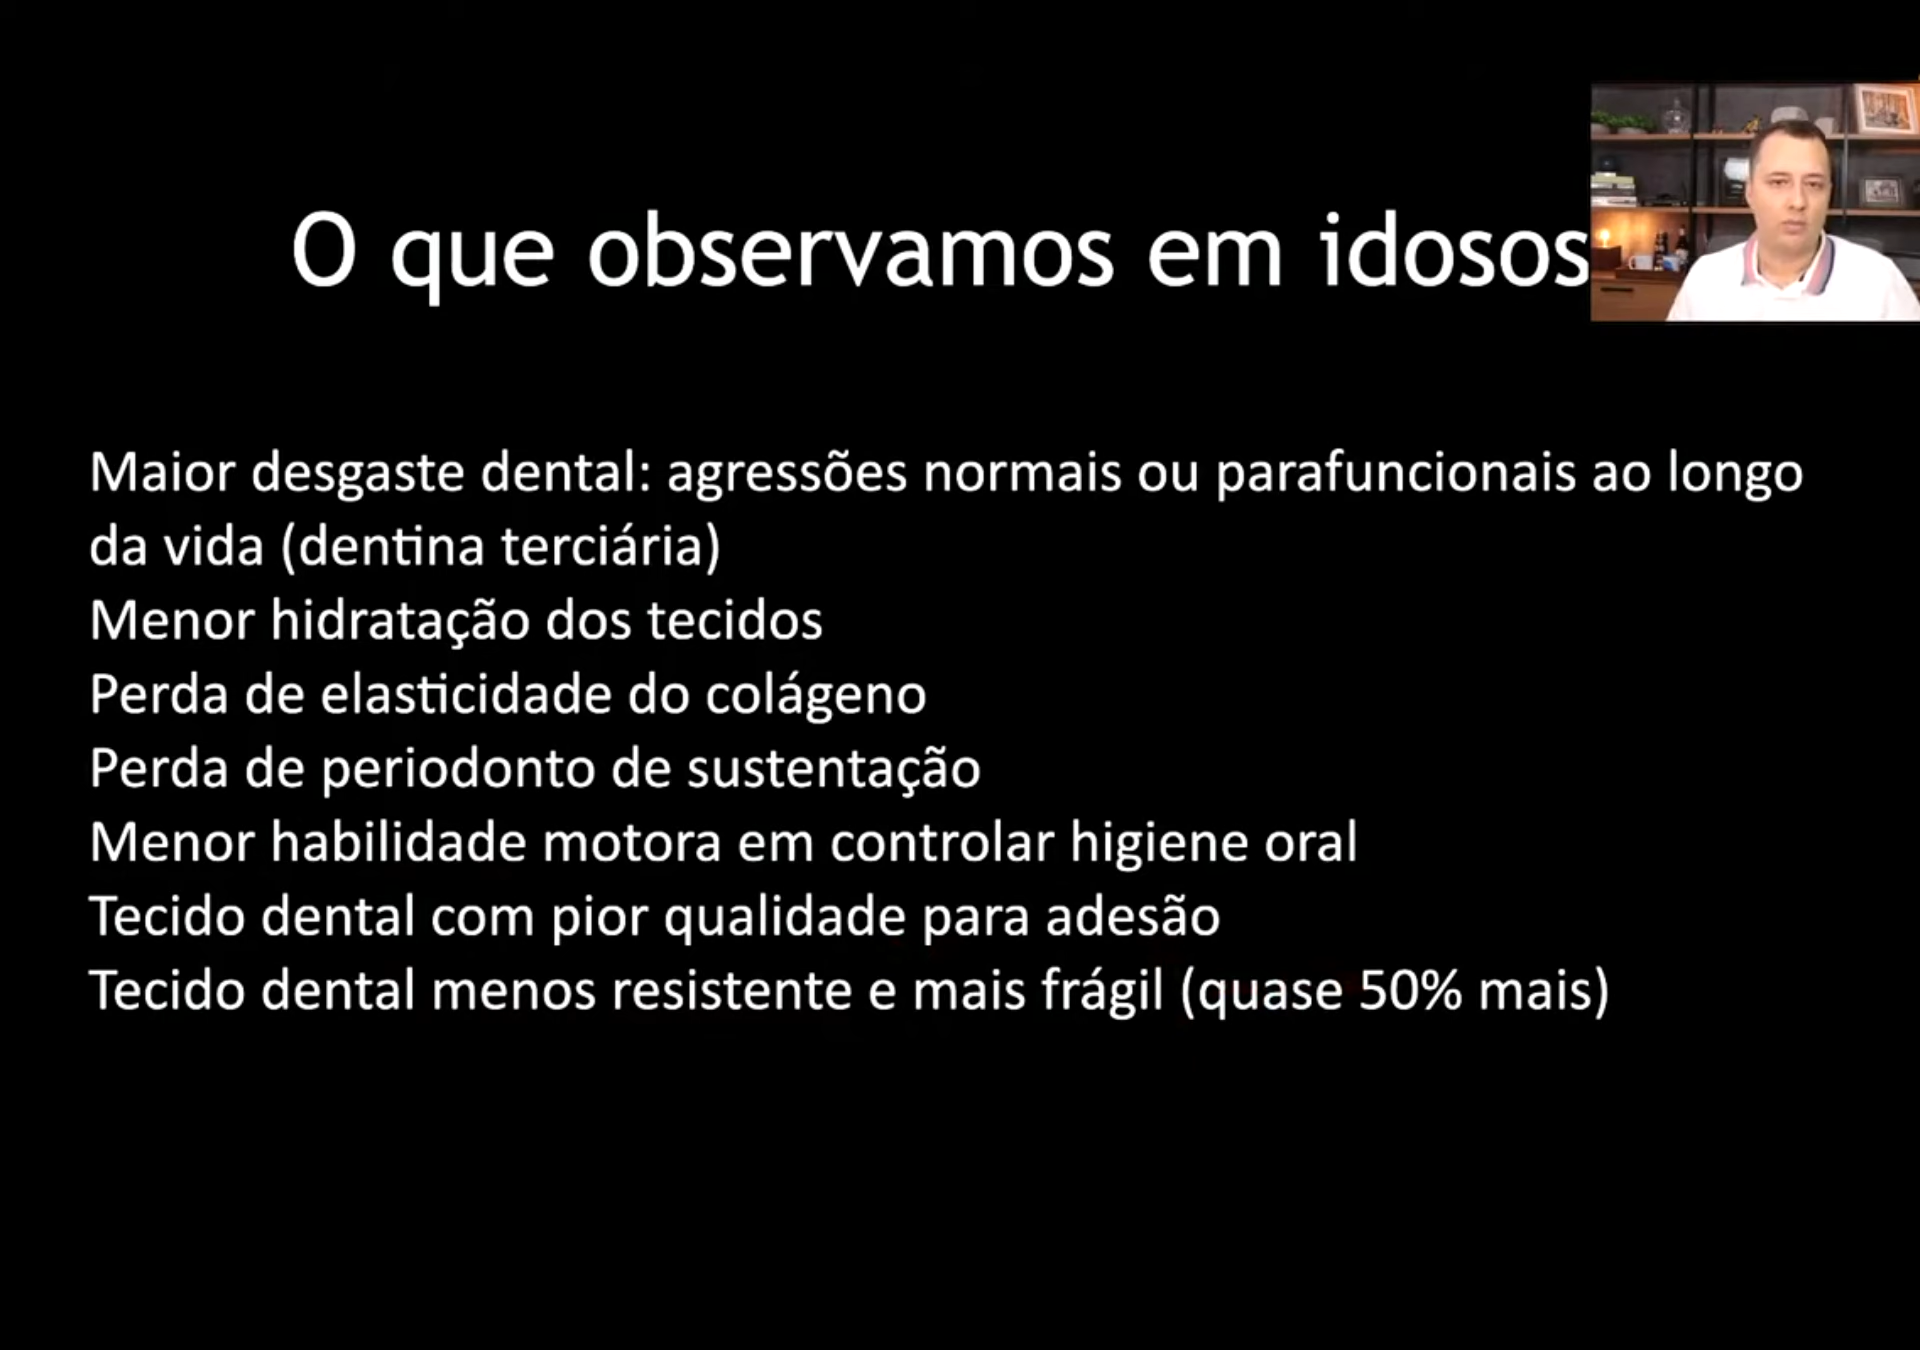 O que observamos em idosos
Maior desgaste dental: agressões normais ou parafuncionais ao longo
da vida (dentina terciária)
Menor hidratação dos tecidos
Perda de elasticidade do colágeno
Perda de periodonto de sustentação
Menor habilidade motora em controlar higiene oral
Tecido dental com pior qualidade para adesão
Tecido dental menos resistente e mais frágil (quase 50% mais)